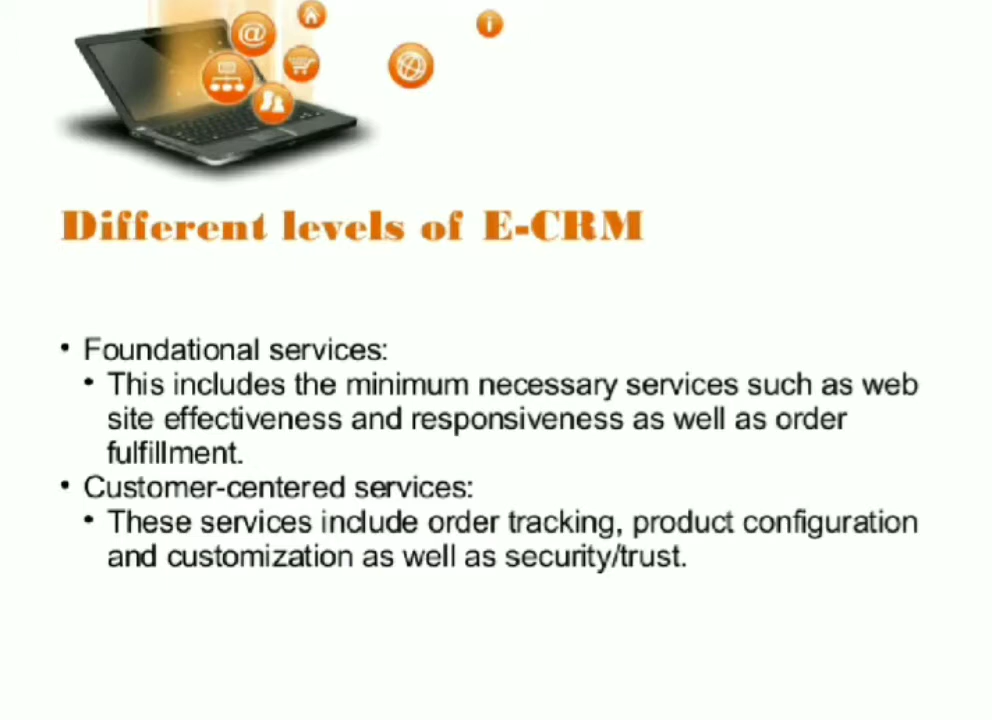 Different levels of E-CRM
• Foundational services:
• This includes the minimum necessary services such as web
site effectiveness and responsiveness as well as order
fulfillment.
• Customer-centered services:
• These services include order tracking, product configuration
and customization as well as security/trust.